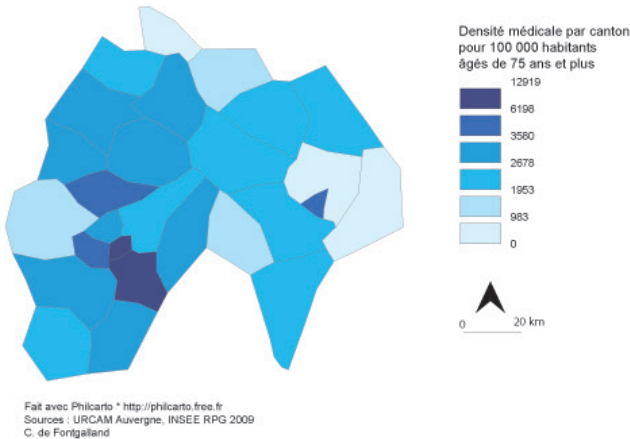 Densité médicale par canton
pour 100 000 habitants
âgés de 75 ans et plus
12919
6198
3580
2678
1953
983
0
0 20 km
Fait avec Philcarto * http://philcarto.free.fr
Sources : URCAM Auvergne, INSEE RPG 2009
C. de Fontgalland